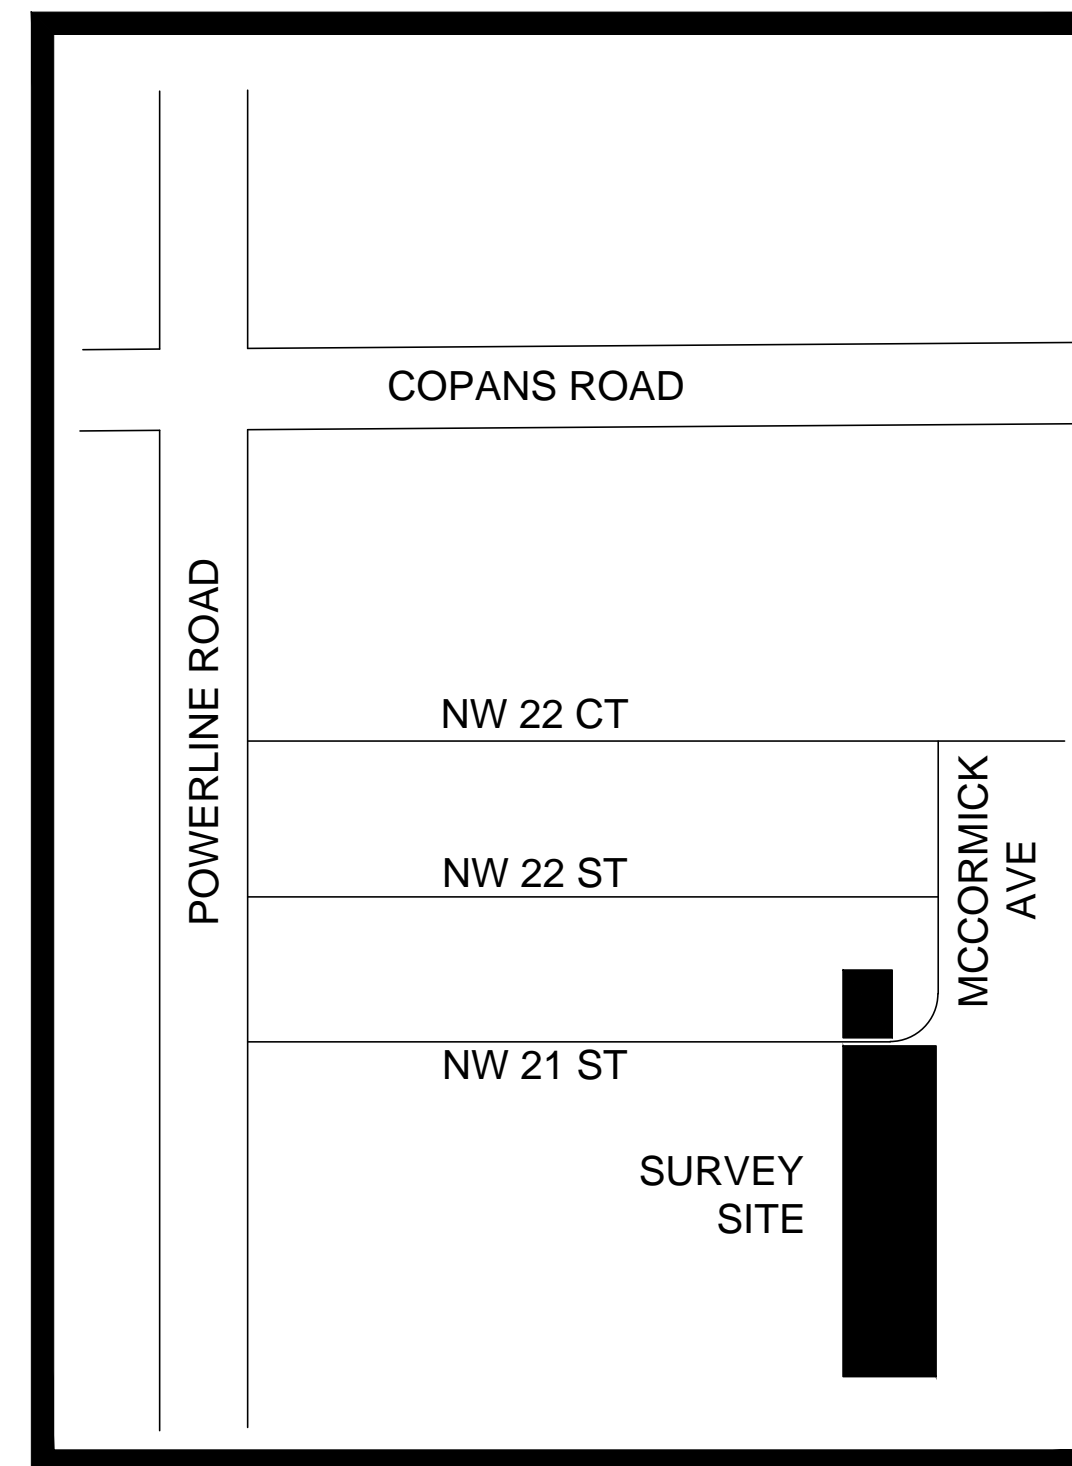 COPANS ROAD
POWERLINE ROAD
NW 22 CT
MCCORMICK
AVE
NW 22 ST
NW 21 ST
SURVEY
SITE